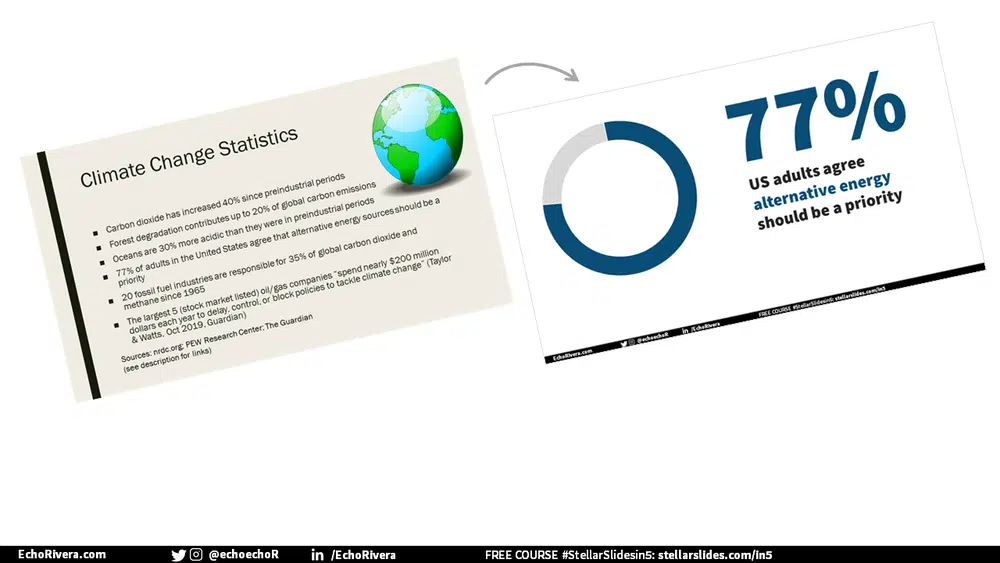 Climate Change Statistics
▪ Carbon dioxide has increased 40% since preindustrial periods
▪ Forest degradation contributes up to 20% of global carbon emissions
▪ Oceans are 30% more acidic than they were in preindustrial periods
▪ 77% of adults in the United States agree that alternative energy sources should be a
priority
▪ 20 fossil fuel industries are responsible for 35% of global carbon dioxide and
methane since 1965
▪ The largest 5 (stock market listed) oil/gas companies "spend nearly $200 million
dollars each year to delay, control, or block policies to tackle climate change" (Taylor
& Watts, Oct 2019, Guardian)
Sources: nrdc.org; PEW Research Center; The Guardian
(see description for links)
77%
US adults agree
alternative energy
should be a priority
EchoRivera.com @echoechoR in /EchoRivera FREE COURSE #StellarSlidesin5: stellarslides.com/in5
EchoRivera.com @echoechoR in /EchoRivera FREE COURSE #StellarSlidesin5: stellarslides.com/in5